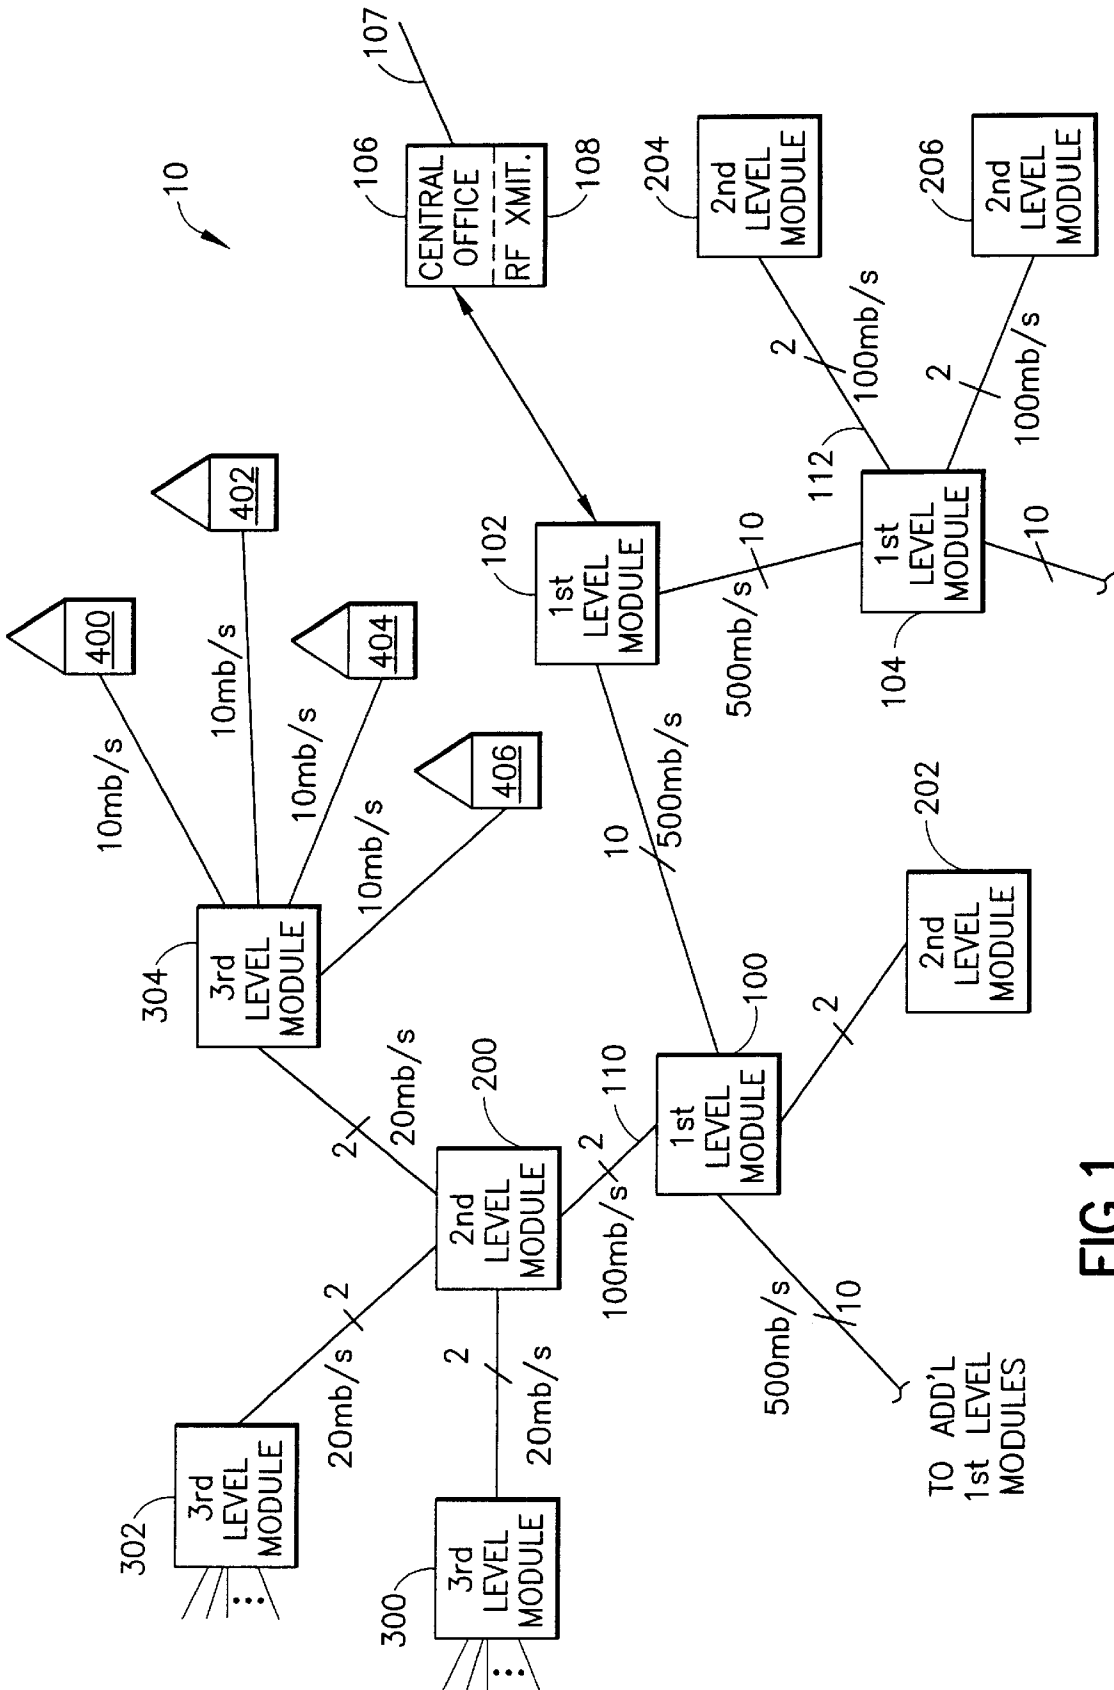 10
107
106
CENTRAL
OFFICE
RF XMIT.
108
204
2nd
LEVEL
MODULE
206
2nd
LEVEL
MODULE
2
100mb/s
2
100mb/s
112
402
400
404
406
10mb/s
10mb/s
10mb/s
10mb/s
102
1st
LEVEL
MODULE
10
500mb/s
1st
LEVEL
MODULE
104
10
10
500mb/s
202
2nd
LEVEL
MODULE
2
304
3rd
LEVEL
MODULE
2
20mb/s
200
2nd
LEVEL
MODULE
110
2
100mb/s
100
1st
LEVEL
MODULE
500mb/s
10
TO ADD'L
1st LEVEL
MODULES
2
20mb/s
2
20mb/s
302
3rd
LEVEL
MODULE
300
3rd
LEVEL
MODULE
FIG. 1